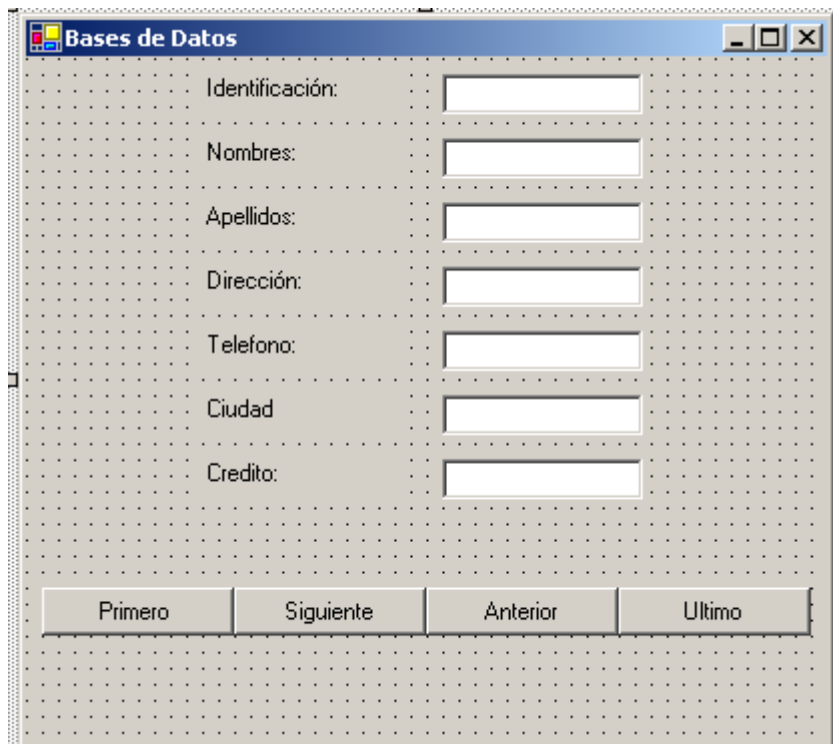 Bases de Datos
Identificación:
Nombres:
Apellidos:
Dirección:
Telefono:
Ciudad
Credito:
Primero Siguiente Anterior Ultimo